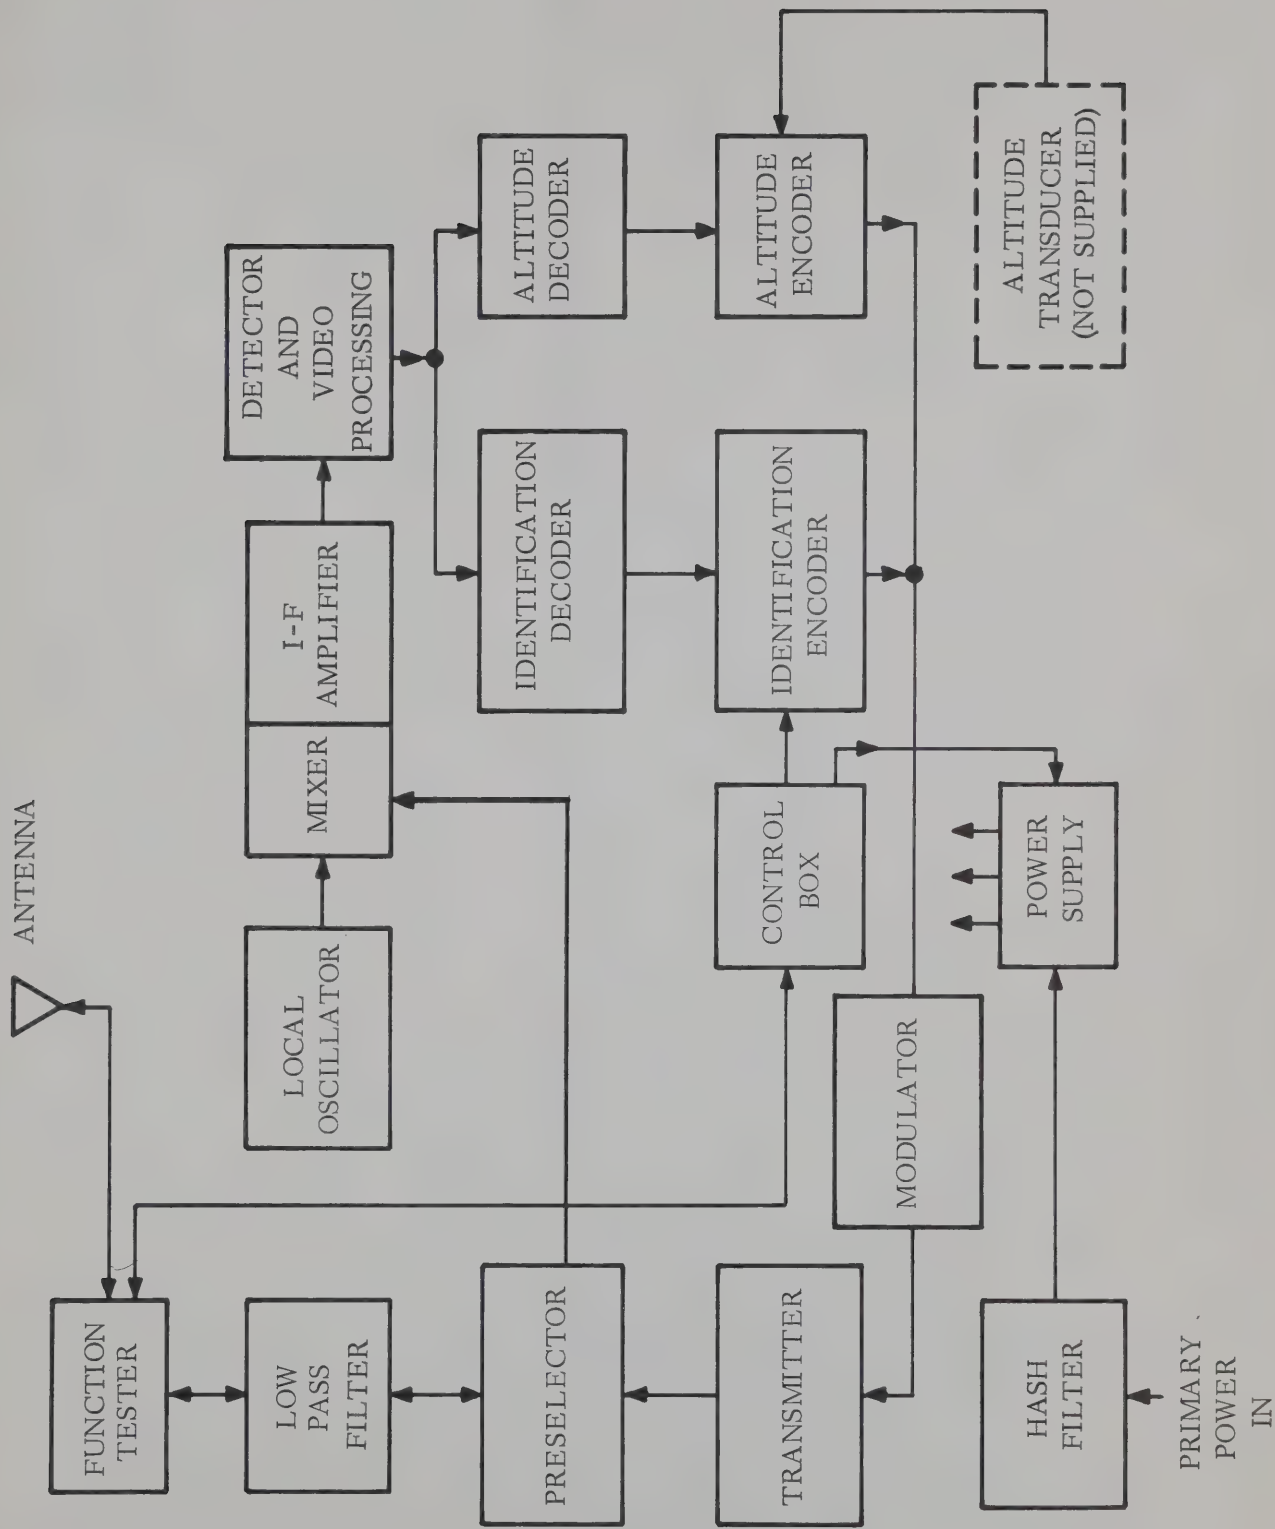 ANTENNA
FUNCTION
TESTER
LOW
PASS
FILTER
PRESELECTOR
TRANSMITTER
HASH
FILTER
PRIMARY
POWER
IN
LOCAL
OSCILLATOR
MIXER
I-F
AMPLIFIER
DETECTOR
AND
VIDEO
PROCESSING
IDENTIFICATION
DECODER
ALTITUDE
DECODER
CONTROL
BOX
IDENTIFICATION
ENCODER
ALTITUDE
ENCODER
MODULATOR
POWER
SUPPLY
ALTITUDE
TRANSDUCER
(NOT SUPPLIED)